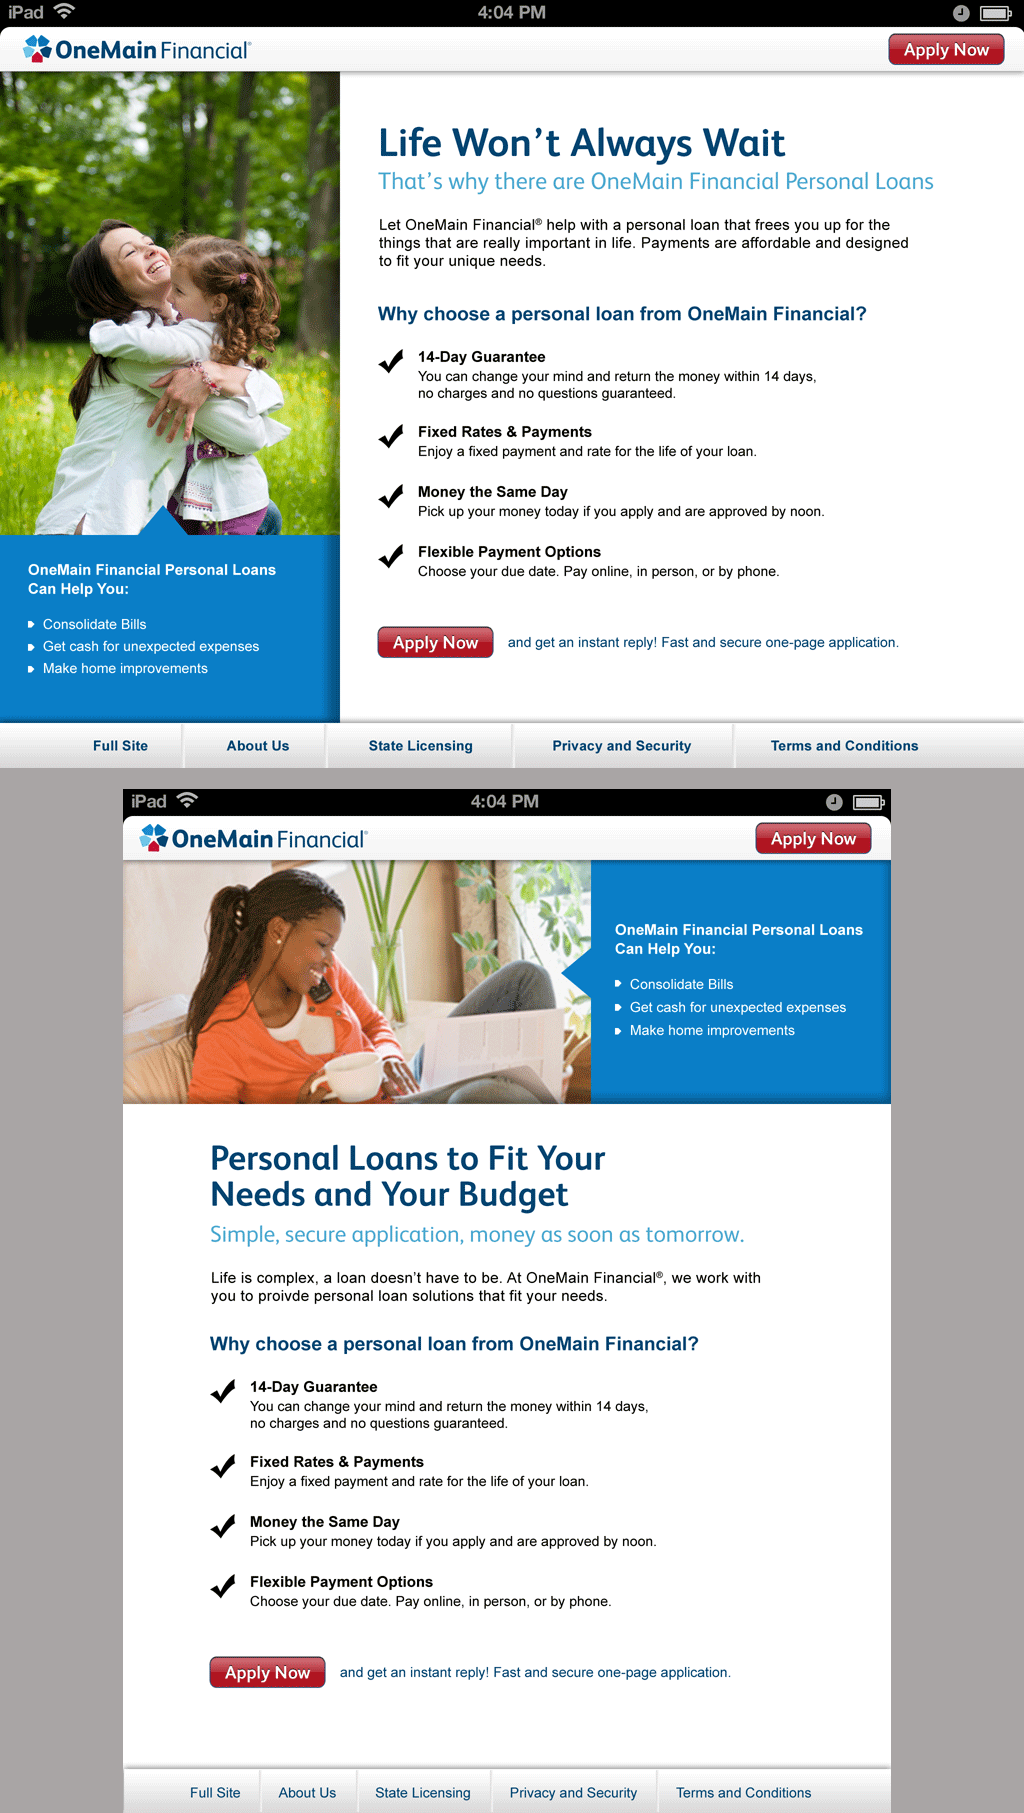 iPad 4:04 PM
OneMain Financial® Apply Now
Life Won't Always Wait
That's why there are OneMain Financial Personal Loans
Let OneMain Financial® help with a personal loan that frees you up for the
things that are really important in life. Payments are affordable and designed
to fit your unique needs.
Why choose a personal loan from OneMain Financial?
14-Day Guarantee
You can change your mind and return the money within 14 days,
no charges and no questions guaranteed.
Fixed Rates & Payments
Enjoy a fixed payment and rate for the life of your loan.
Money the Same Day
Pick up your money today if you apply and are approved by noon.
Flexible Payment Options
Choose your due date. Pay online, in person, or by phone.
Apply Now and get an instant reply! Fast and secure one-page application.
OneMain Financial Personal Loans
Can Help You:
Consolidate Bills
Get cash for unexpected expenses
Make home improvements
Full Site About Us State Licensing Privacy and Security Terms and Conditions
iPad 4:04 PM
OneMain Financial® Apply Now
OneMain Financial Personal Loans
Can Help You:
Consolidate Bills
Get cash for unexpected expenses
Make home improvements
Personal Loans to Fit Your
Needs and Your Budget
Simple, secure application, money as soon as tomorrow.
Life is complex, a loan doesn't have to be. At OneMain Financial®, we work with
you to proivde personal loan solutions that fit your needs.
Why choose a personal loan from OneMain Financial?
14-Day Guarantee
You can change your mind and return the money within 14 days,
no charges and no questions guaranteed.
Fixed Rates & Payments
Enjoy a fixed payment and rate for the life of your loan.
Money the Same Day
Pick up your money today if you apply and are approved by noon.
Flexible Payment Options
Choose your due date. Pay online, in person, or by phone.
Apply Now and get an instant reply! Fast and secure one-page application.
Full Site About Us State Licensing Privacy and Security Terms and Conditions